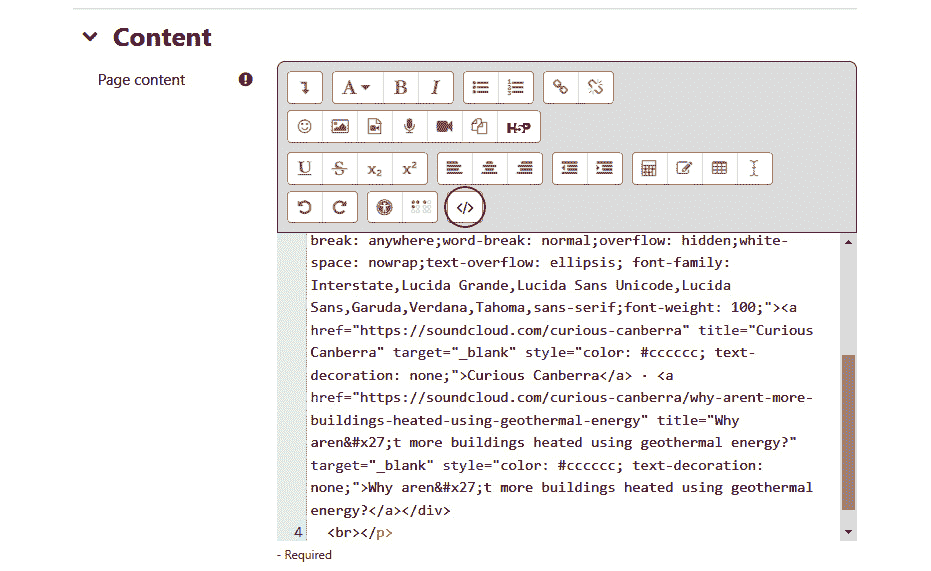 Content
Page content
A B I
H5P
U S x₂ x²
</>
break: anywhere;word-break: normal;overflow: hidden;white-
space: nowrap;text-overflow: ellipsis; font-family:
Interstate,Lucida Grande,Lucida Sans Unicode,Lucida
Sans,Garuda,Verdana,Tahoma,sans-serif;font-weight: 100;"><a
href="https://soundcloud.com/curious-canberra" title="Curious
Canberra" target="_blank" style="color: #cccccc; text-
decoration: none;">Curious Canberra</a> · <a
href="https://soundcloud.com/curious-canberra/why-arent-more-
buildings-heated-using-geothermal-energy" title="Why
aren&#x27;t more buildings heated using geothermal energy?"
target="_blank" style="color: #cccccc; text-decoration:
none;">Why aren&#x27;t more buildings heated using geothermal
energy?</a></div>
4 <br></p>
- Required